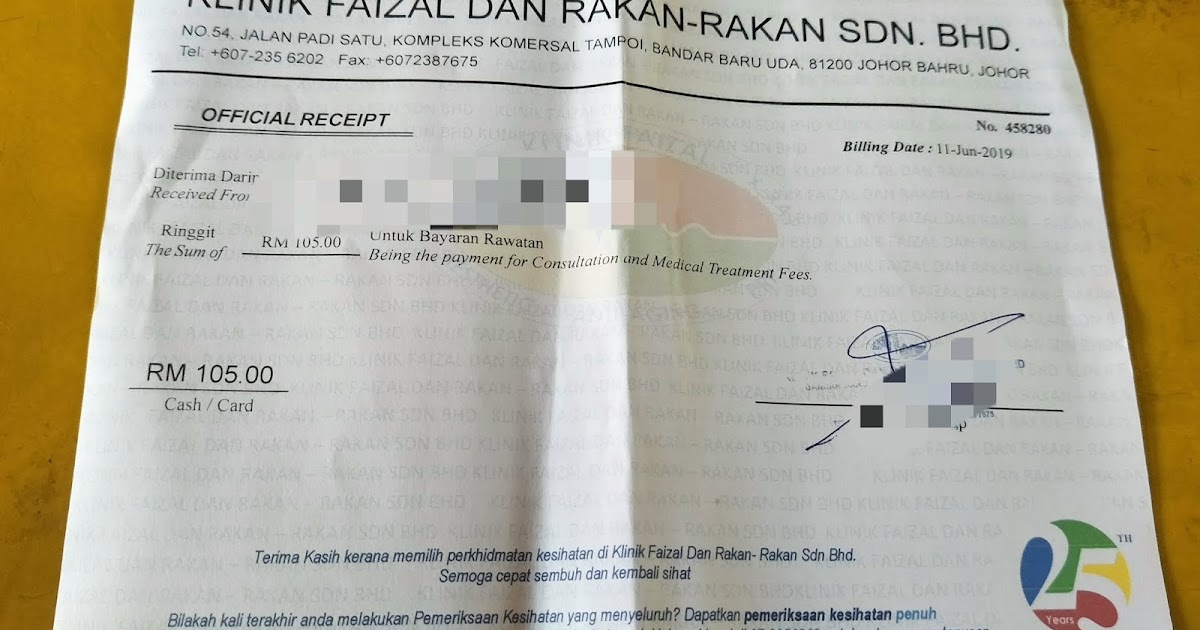 KLINIK FAIZAL DAN RAKAN-RAKAN SDN. BHD.
NO.54, JALAN PADI SATU, KOMPLEKS KOMERSAL TAMPOI, BANDAR BARU UDA, 81200 JOHOR BAHRU, JOHOR
Tel: +607-235 6202 Fax: +6072387675
OFFICIAL RECEIPT
No. 458280
Billing Date : 11-Jun-2019
Diterima Darip
Received From
Ringgit RM 105.00 Untuk Bayaran Rawatan
The Sum of Being the payment for Consultation and Medical Treatment Fees.
RM 105.00
Cash / Card
Terima Kasih kerana memilih perkhidmatan kesihatan di Klinik Faizal Dan Rakan- Rakan Sdn Bhd.
Semoga cepat sembuh dan kembali sihat
25 TH
Years
Bilakah kali terakhir anda melakukan Pemeriksaan Kesihatan yang menyeluruh? Dapatkan pemeriksaan kesihatan penuh